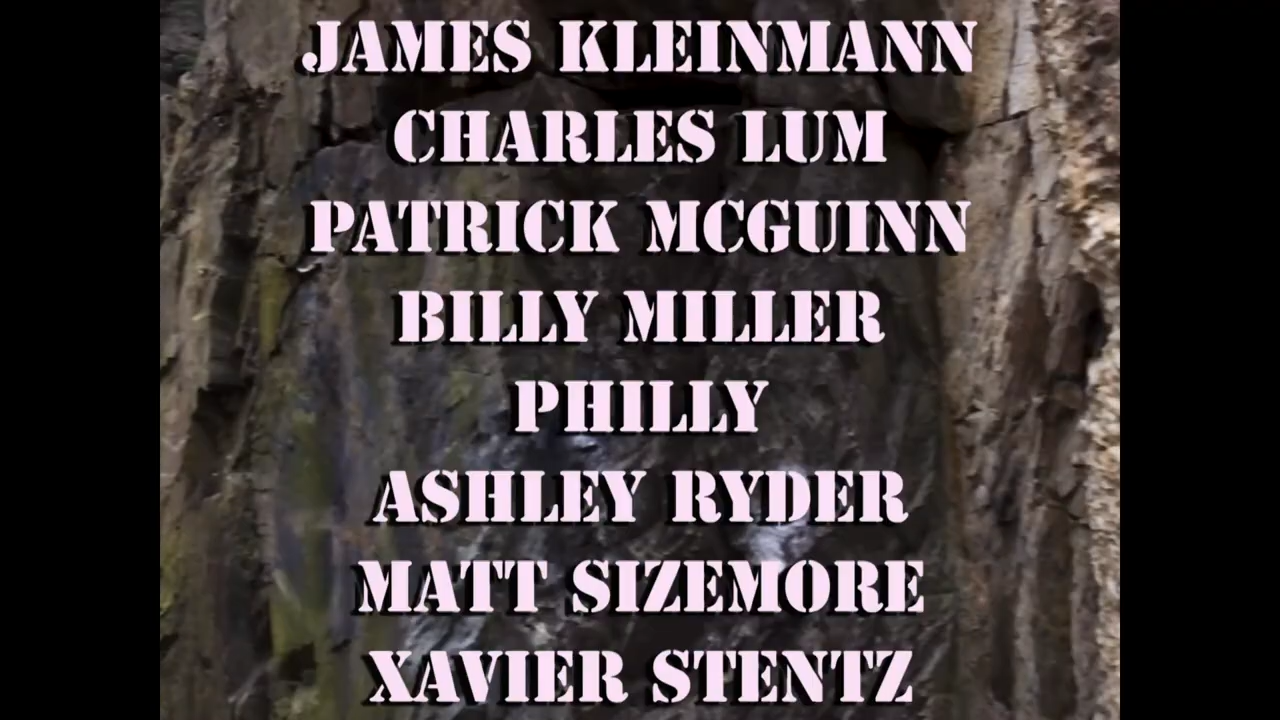 JAMES KLEINMANN
CHARLES LUM
PATRICK MCGUINN
BILLY MILLER
PHILLY
ASHLEY RYDER
MATT SIZEMORE
XAVIER STENTZ